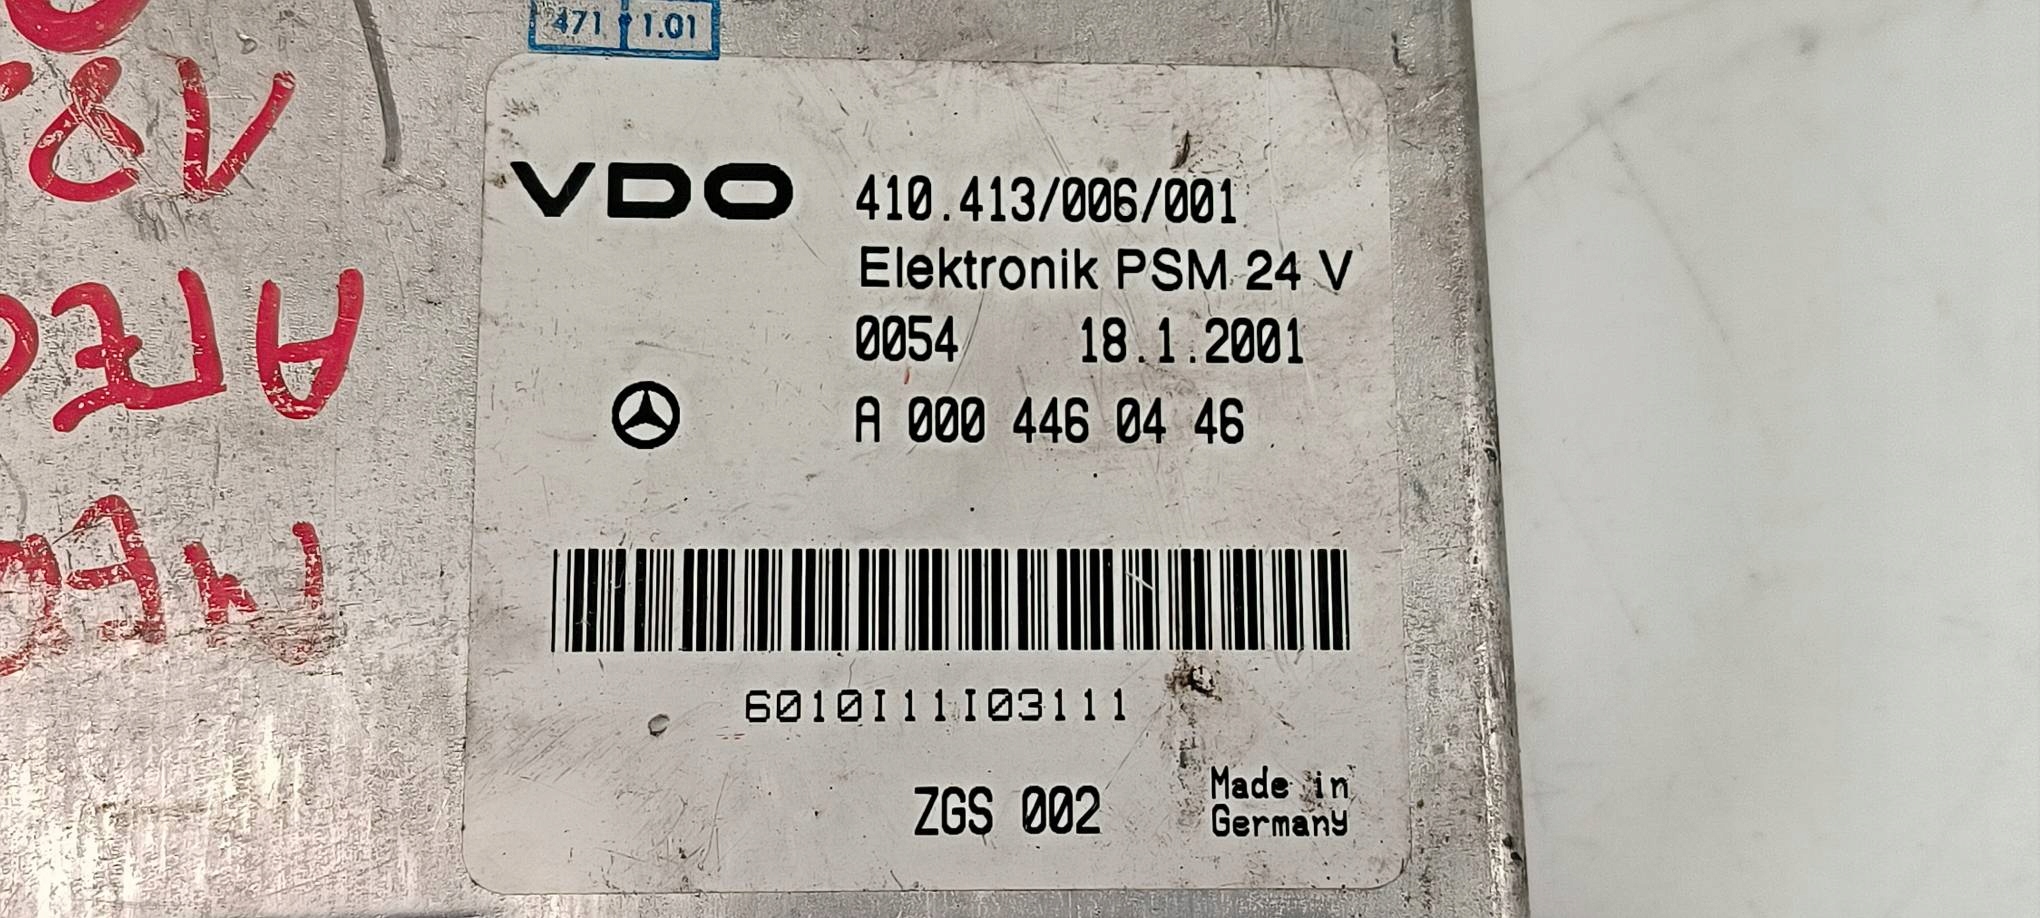 471 1.01
VDO 410.413/006/001
Elektronik PSM 24 V
0054 18.1.2001
A 000 446 04 46
6010I11I03111
ZGS 002
Made in
Germany